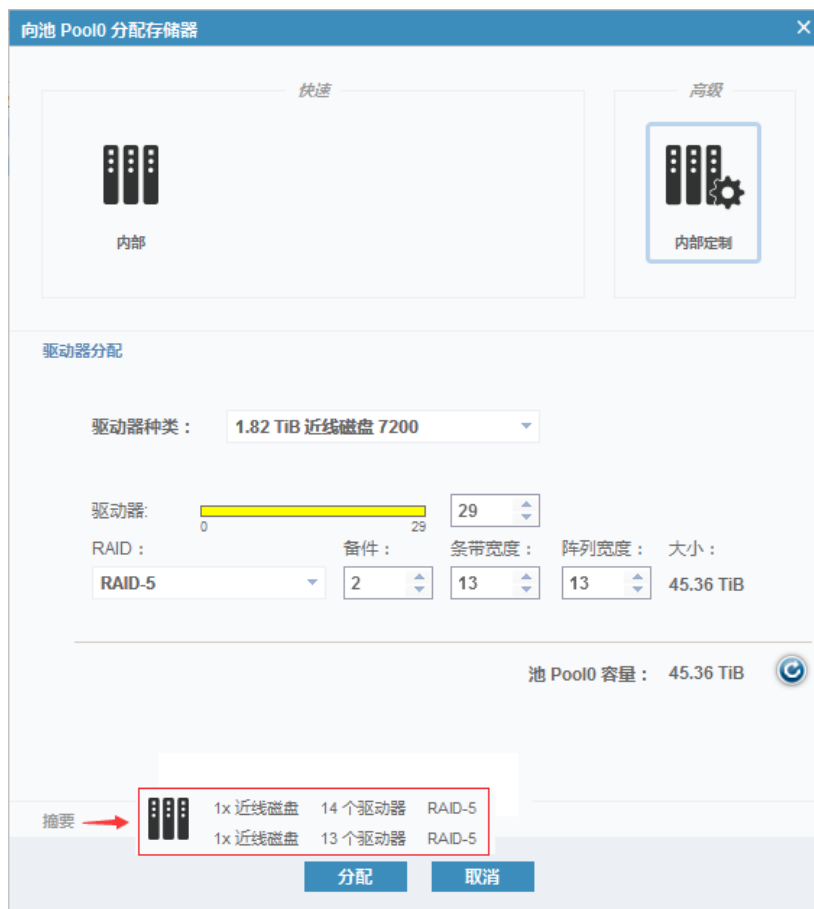 向池 Pool0 分配存储器
快速
高级
内部
内部定制
驱动器分配
驱动器种类： 1.82 TiB 近线磁盘 7200
驱动器: 29
0 29
RAID： 备件： 条带宽度： 阵列宽度： 大小：
RAID-5 2 13 13 45.36 TiB
池 Pool0 容量： 45.36 TiB
摘要
1x 近线磁盘 14 个驱动器 RAID-5
1x 近线磁盘 13 个驱动器 RAID-5
分配 取消